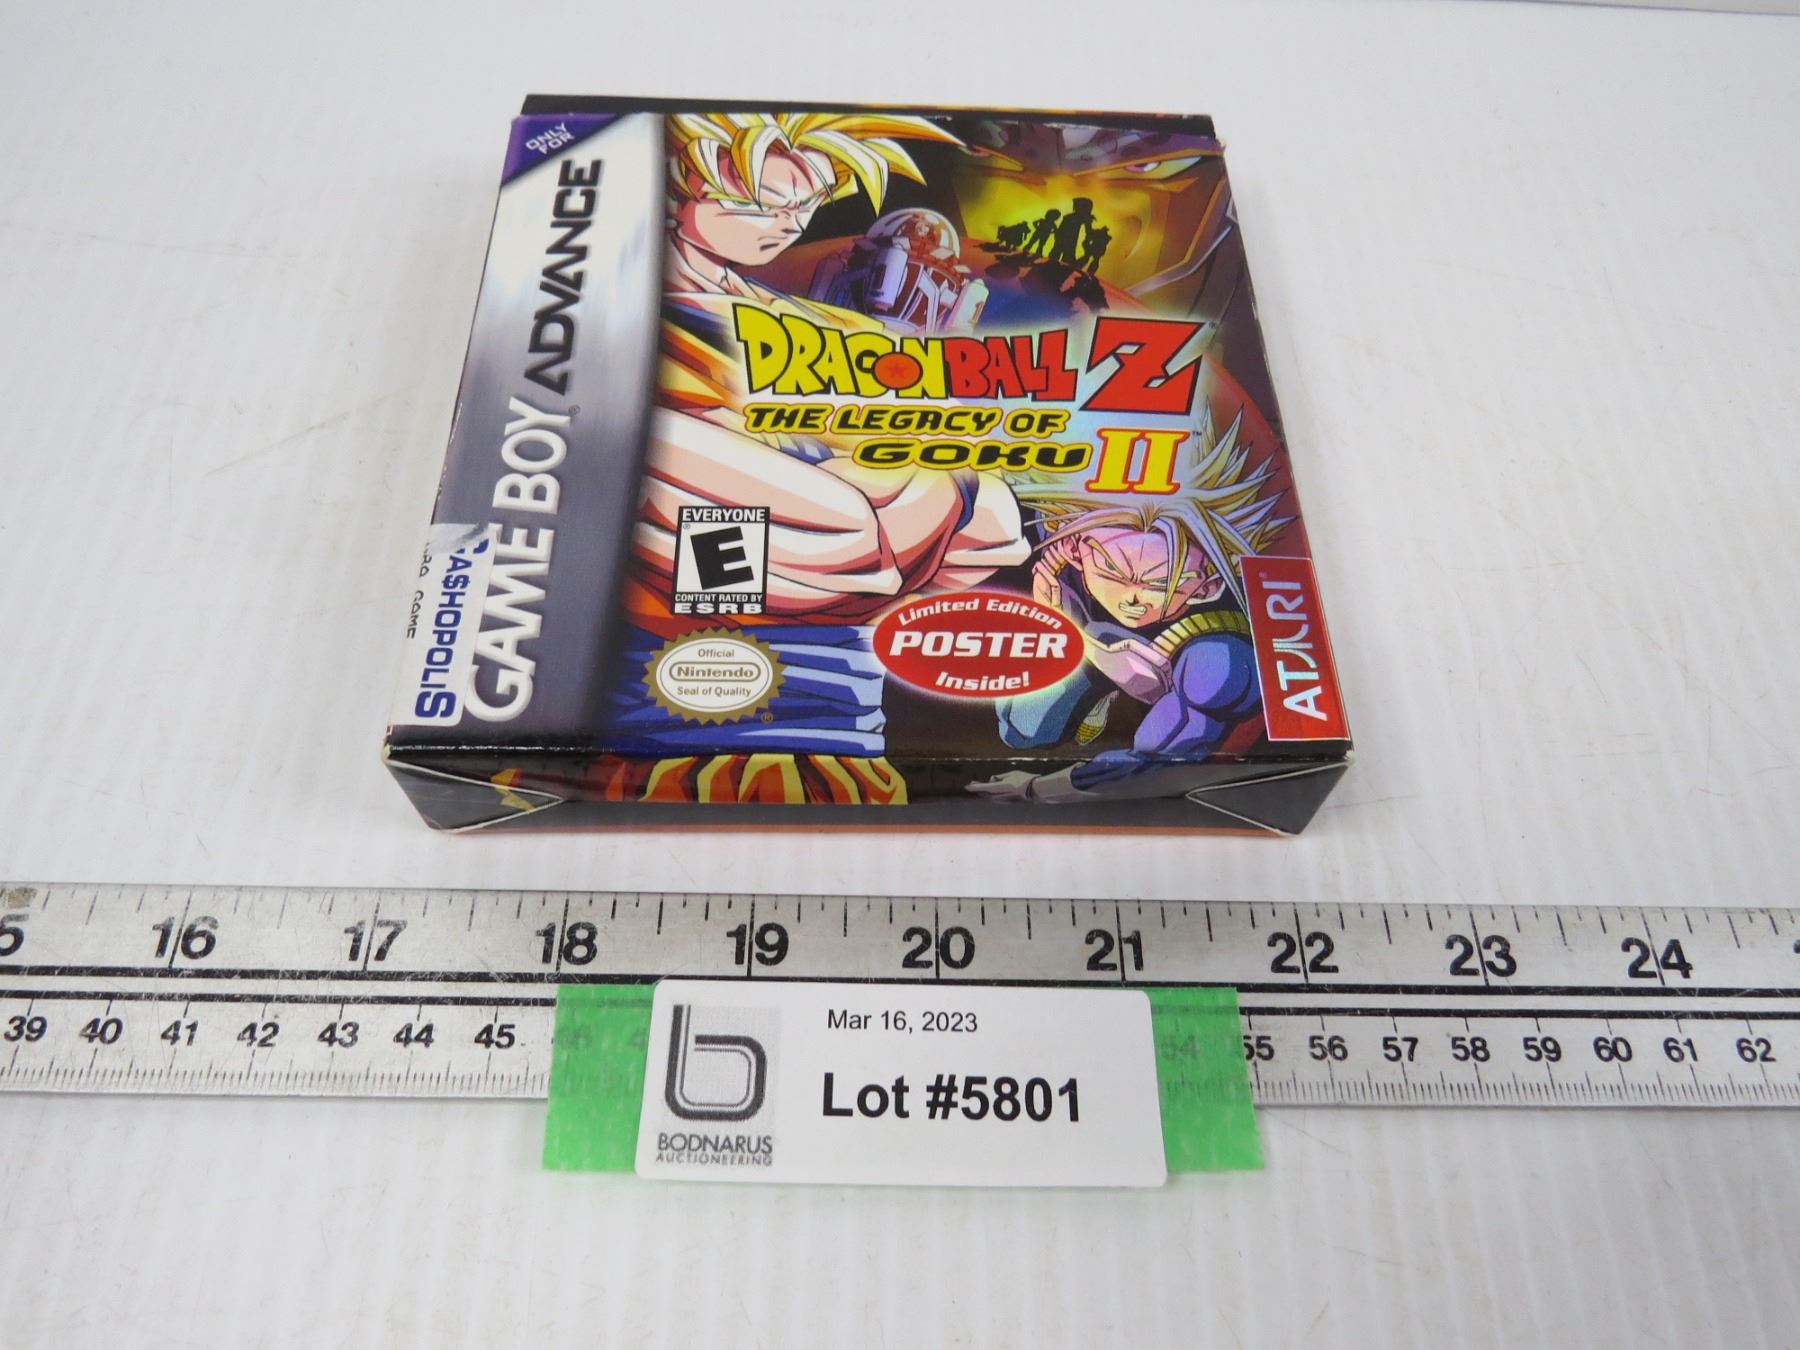 ONLY
FOR
GAME BOY ADVANCE
DRAGON BALL Z
THE LEGACY OF
GOKU II
EVERYONE
E
CONTENT RATED BY
ESRB
Official
Nintendo
Seal of Quality
Limited Edition
POSTER
Inside!
ATARI
A$HOPOLIS
GAME
16 17 18 19 20 21 22 23 24
39 40 41 42 43 44 45 54 55 56 57 58 59 60 61 62
Mar 16, 2023
Lot #5801
BODNARUS
AUCTIONEERING